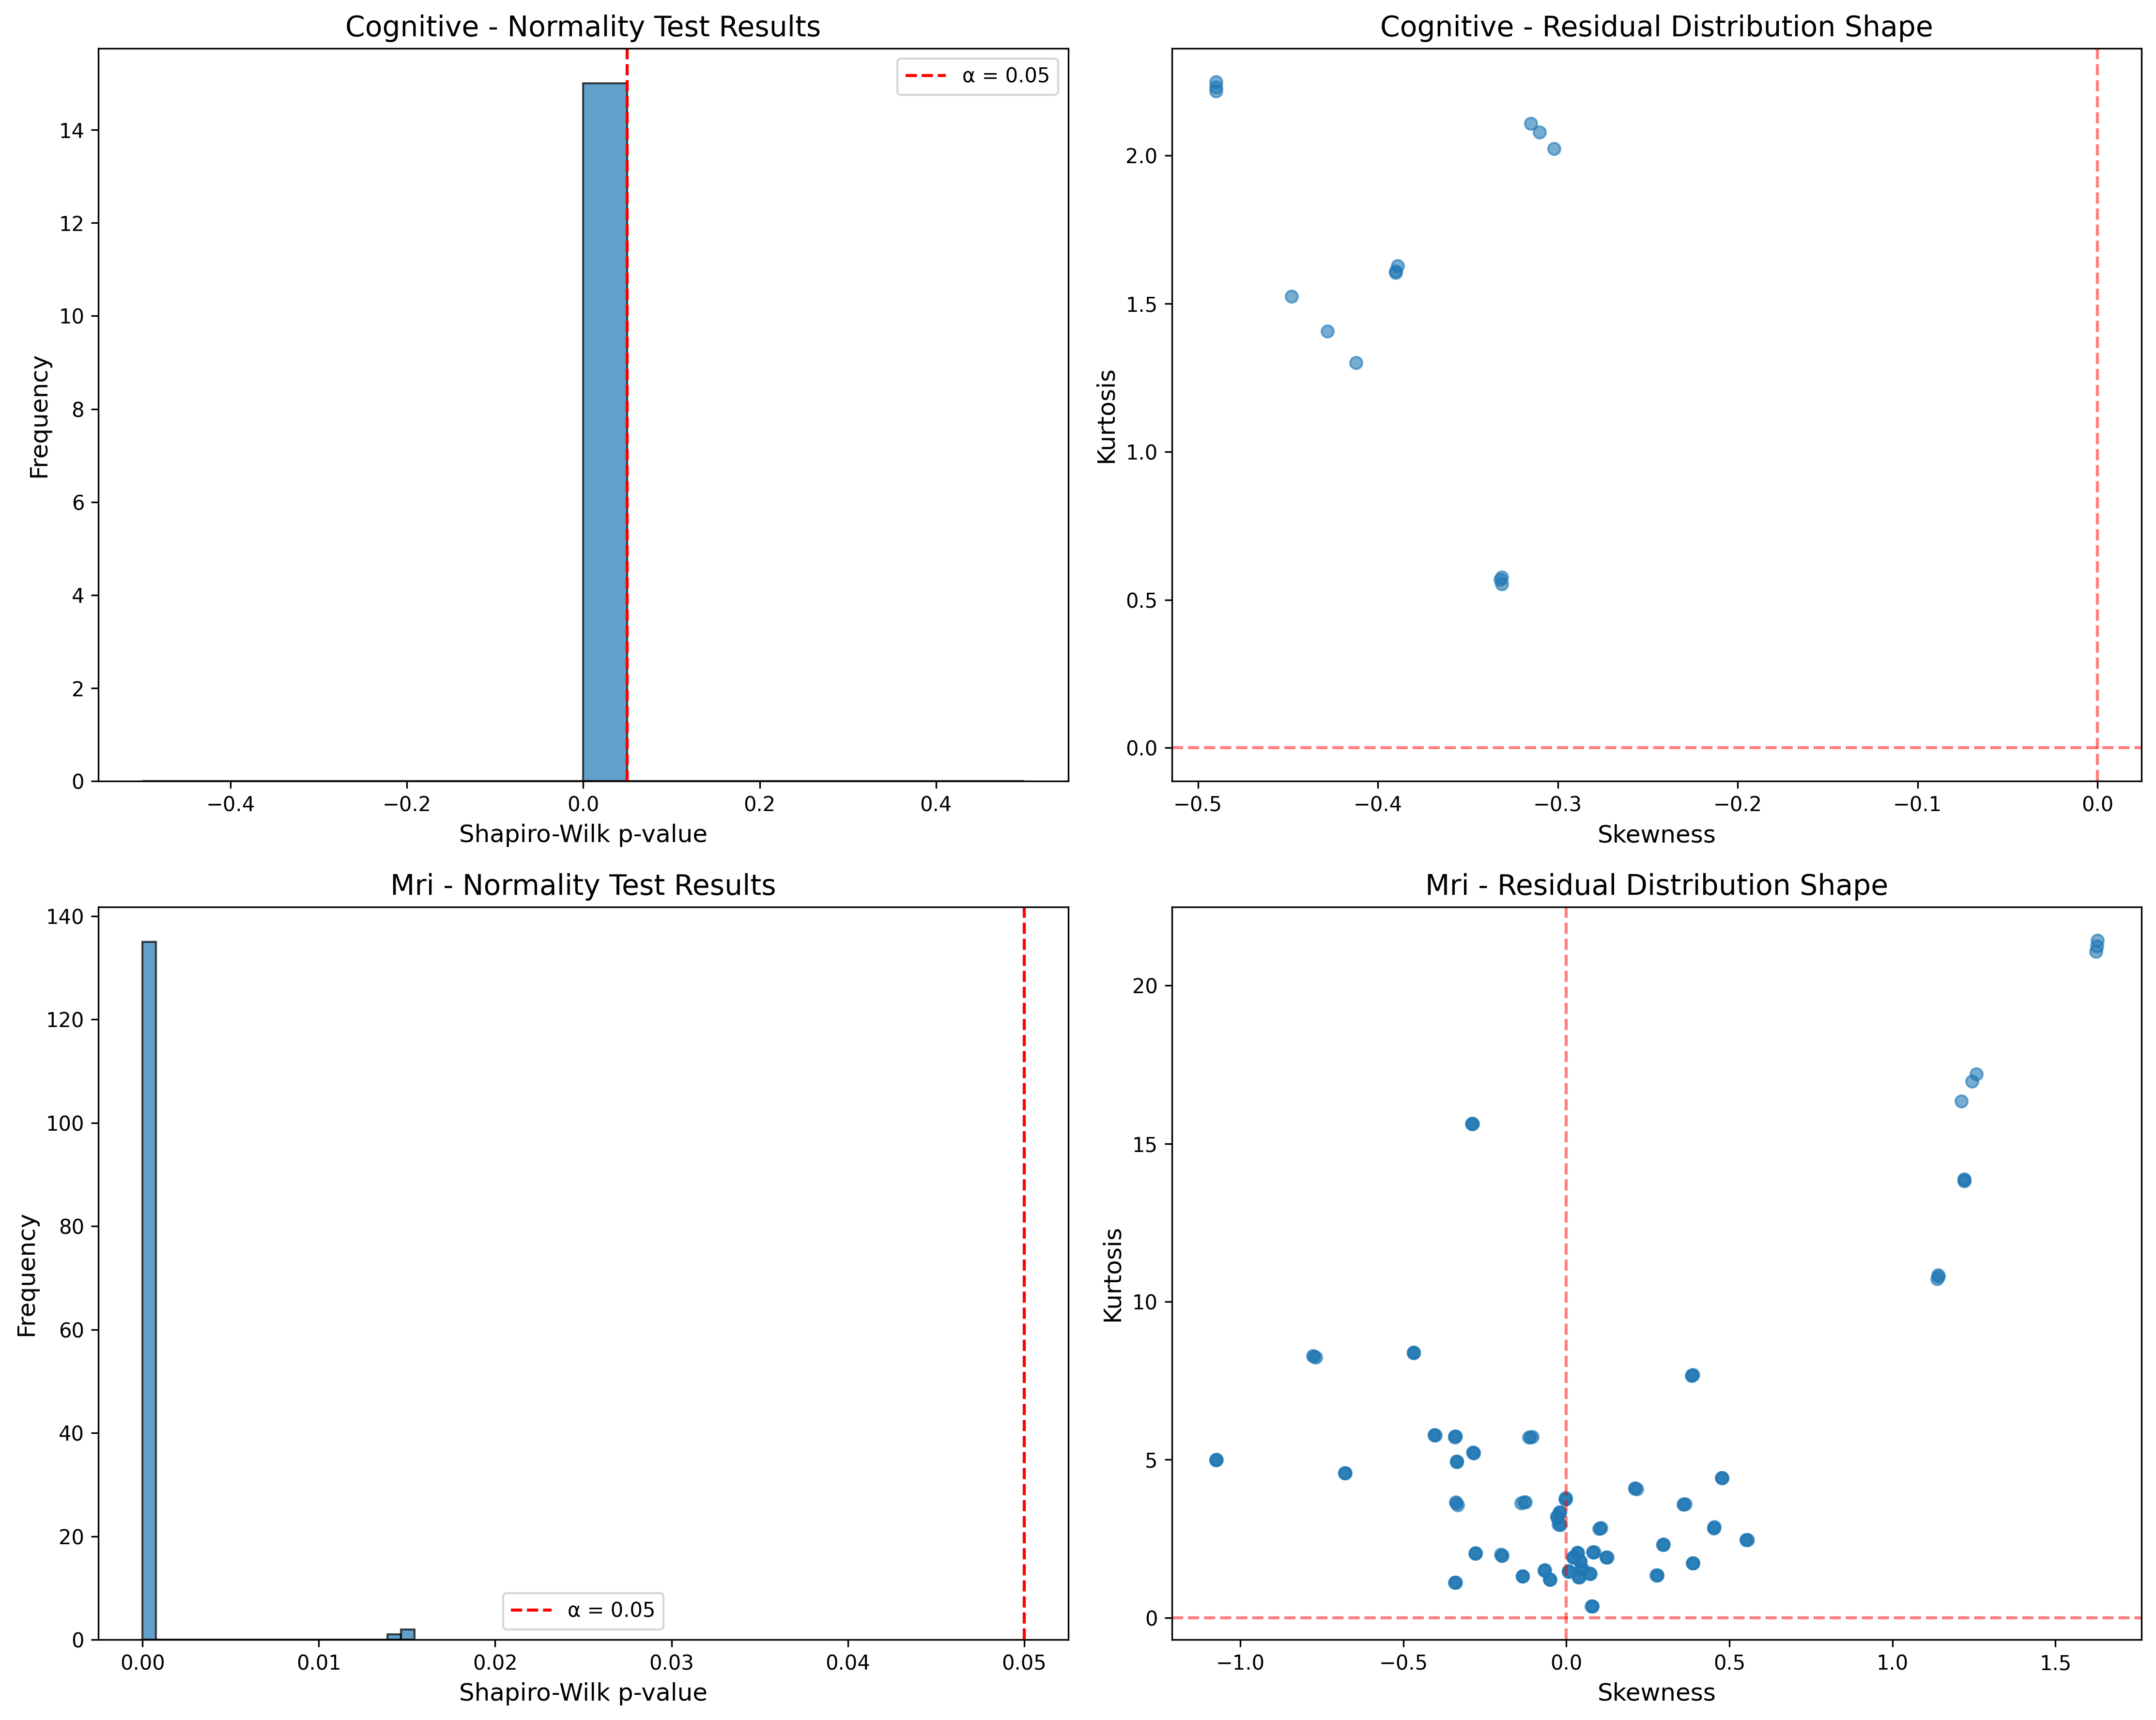 Cognitive - Normality Test Results
α = 0.05
14
12
10
8
6
4
2
0
Frequency
−0.4 −0.2 0.0 0.2 0.4
Shapiro-Wilk p-value
Cognitive - Residual Distribution Shape
2.0
1.5
1.0
0.5
0.0
Kurtosis
−0.5 −0.4 −0.3 −0.2 −0.1 0.0
Skewness
Mri - Normality Test Results
140
120
100
80
60
40
20
0
Frequency
α = 0.05
0.00 0.01 0.02 0.03 0.04 0.05
Shapiro-Wilk p-value
Mri - Residual Distribution Shape
20
15
10
5
0
Kurtosis
−1.0 −0.5 0.0 0.5 1.0 1.5
Skewness